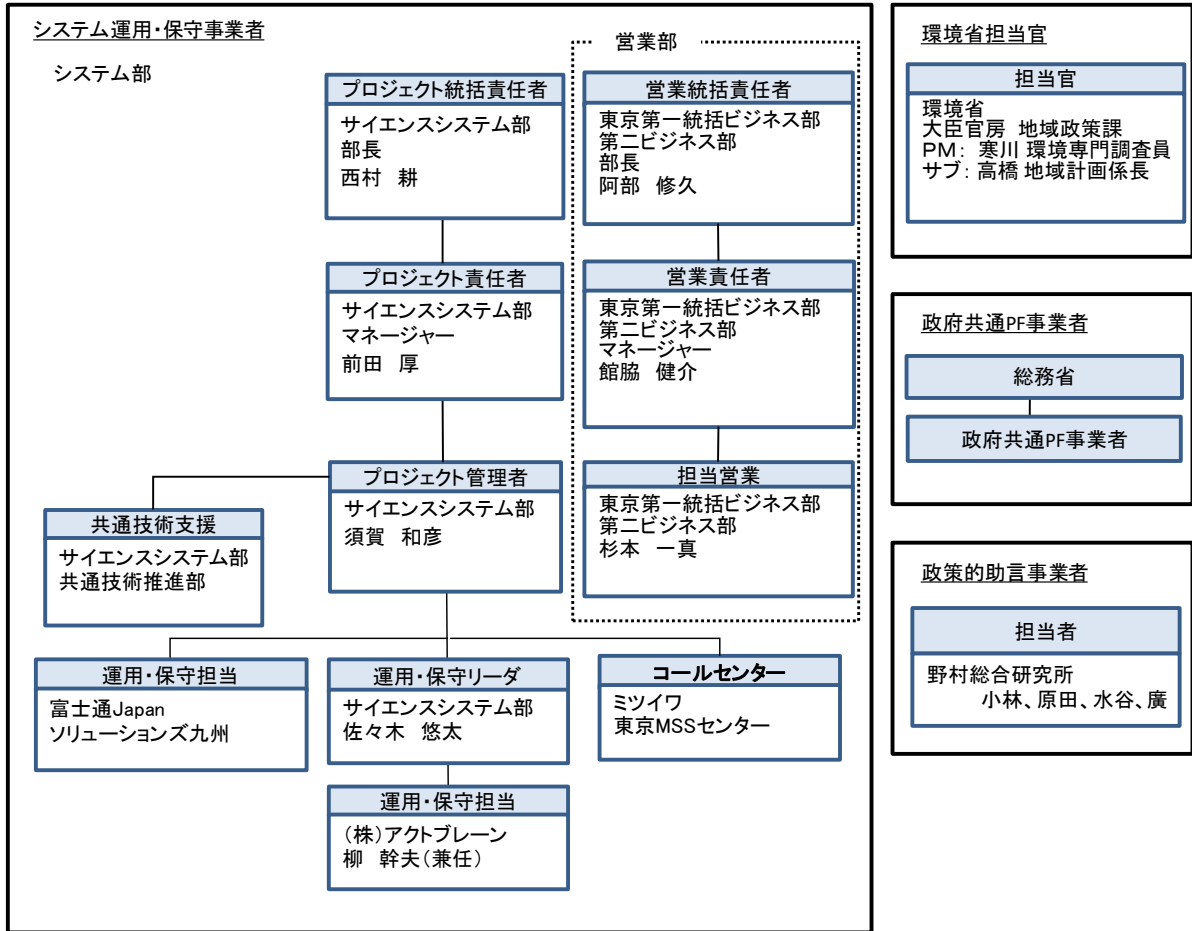 システム運用・保守事業者
システム部
プロジェクト統括責任者
サイエンスシステム部
部長
西村　耕
プロジェクト責任者
サイエンスシステム部
マネージャー
前田　厚
プロジェクト管理者
サイエンスシステム部
須賀　和彦
共通技術支援
サイエンスシステム部
共通技術推進部
運用・保守担当
富士通Japan
ソリューションズ九州
運用・保守リーダ
サイエンスシステム部
佐々木　悠太
運用・保守担当
(株)アクトブレーン
柳　幹夫(兼任)
コールセンター
ミツイワ
東京MSSセンター
営業部
営業統括責任者
東京第一統括ビジネス部
第二ビジネス部
部長
阿部　修久
営業責任者
東京第一統括ビジネス部
第二ビジネス部
マネージャー
館脇　健介
担当営業
東京第一統括ビジネス部
第二ビジネス部
杉本　一真
環境省担当官
担当官
環境省
大臣官房　地域政策課
PM： 寒川 環境専門調査員
サブ： 高橋 地域計画係長
政府共通PF事業者
総務省
政府共通PF事業者
政策的助言事業者
担当者
野村総合研究所
小林、原田、水谷、廣